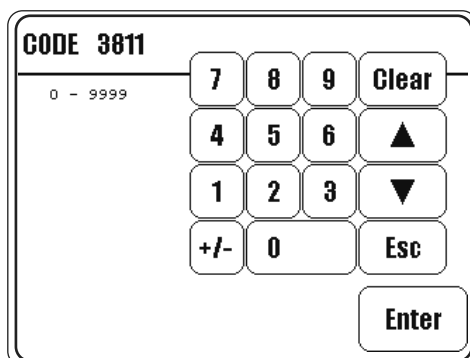 CODE 3811
0 - 9999
7 8 9 Clear
4 5 6 ▲
1 2 3 ▼
+/- 0 Esc
Enter